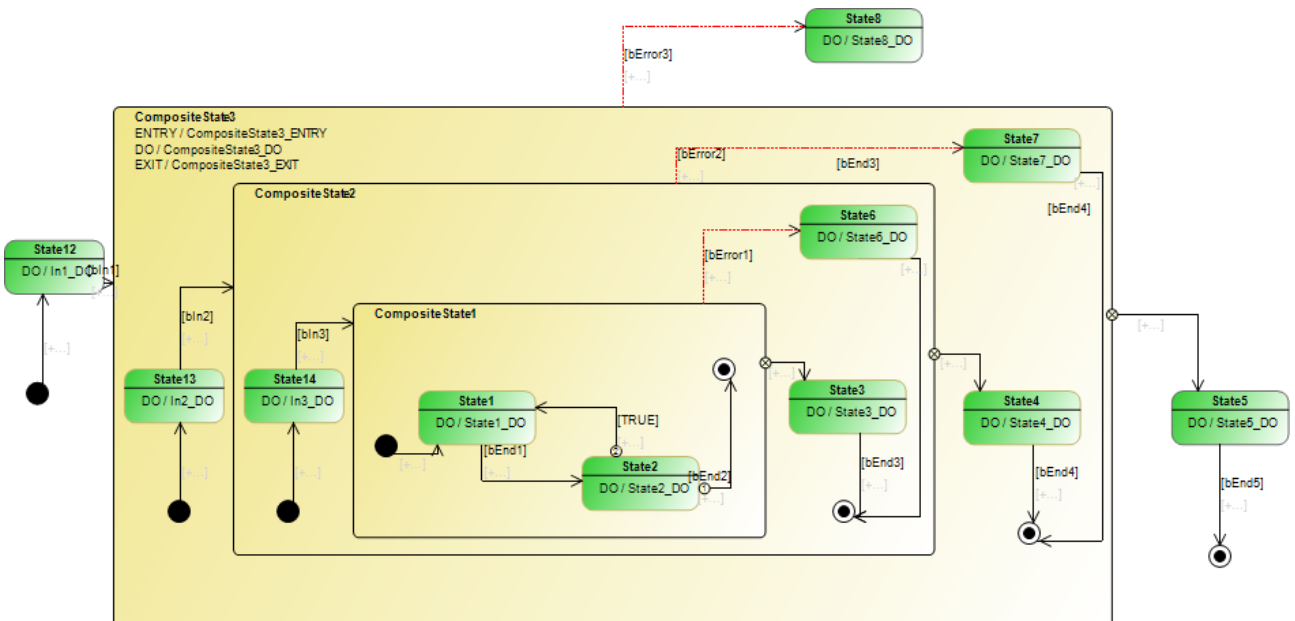 State8
DO / State8_DO
[bError3]
[+...]
CompositeState3
ENTRY / CompositeState3_ENTRY
DO / CompositeState3_DO
EXIT / CompositeState3_EXIT
State7
DO / State7_DO
[bError2]
[+...]
[bEnd3]
[+...]
[bEnd4]
CompositeState2
State6
DO / State6_DO
[+...]
State12
DO / In1_DO
[bIn1]
[+...]
[bError1]
[+...]
CompositeState1
[bIn2]
[+...]
[bIn3]
[+...]
[+...]
[+...]
[+...]
[+...]
State13
DO / In2_DO
State14
DO / In3_DO
State1
DO / State1_DO
[TRUE]
[+...]
State3
DO / State3_DO
State4
DO / State4_DO
State5
DO / State5_DO
[+...]
[bEnd1]
[+...]
2
State2
DO / State2_DO
1
[bEnd2]
[+...]
[bEnd3]
[+...]
[bEnd4]
[+...]
[bEnd5]
[+...]
[+...]
[+...]